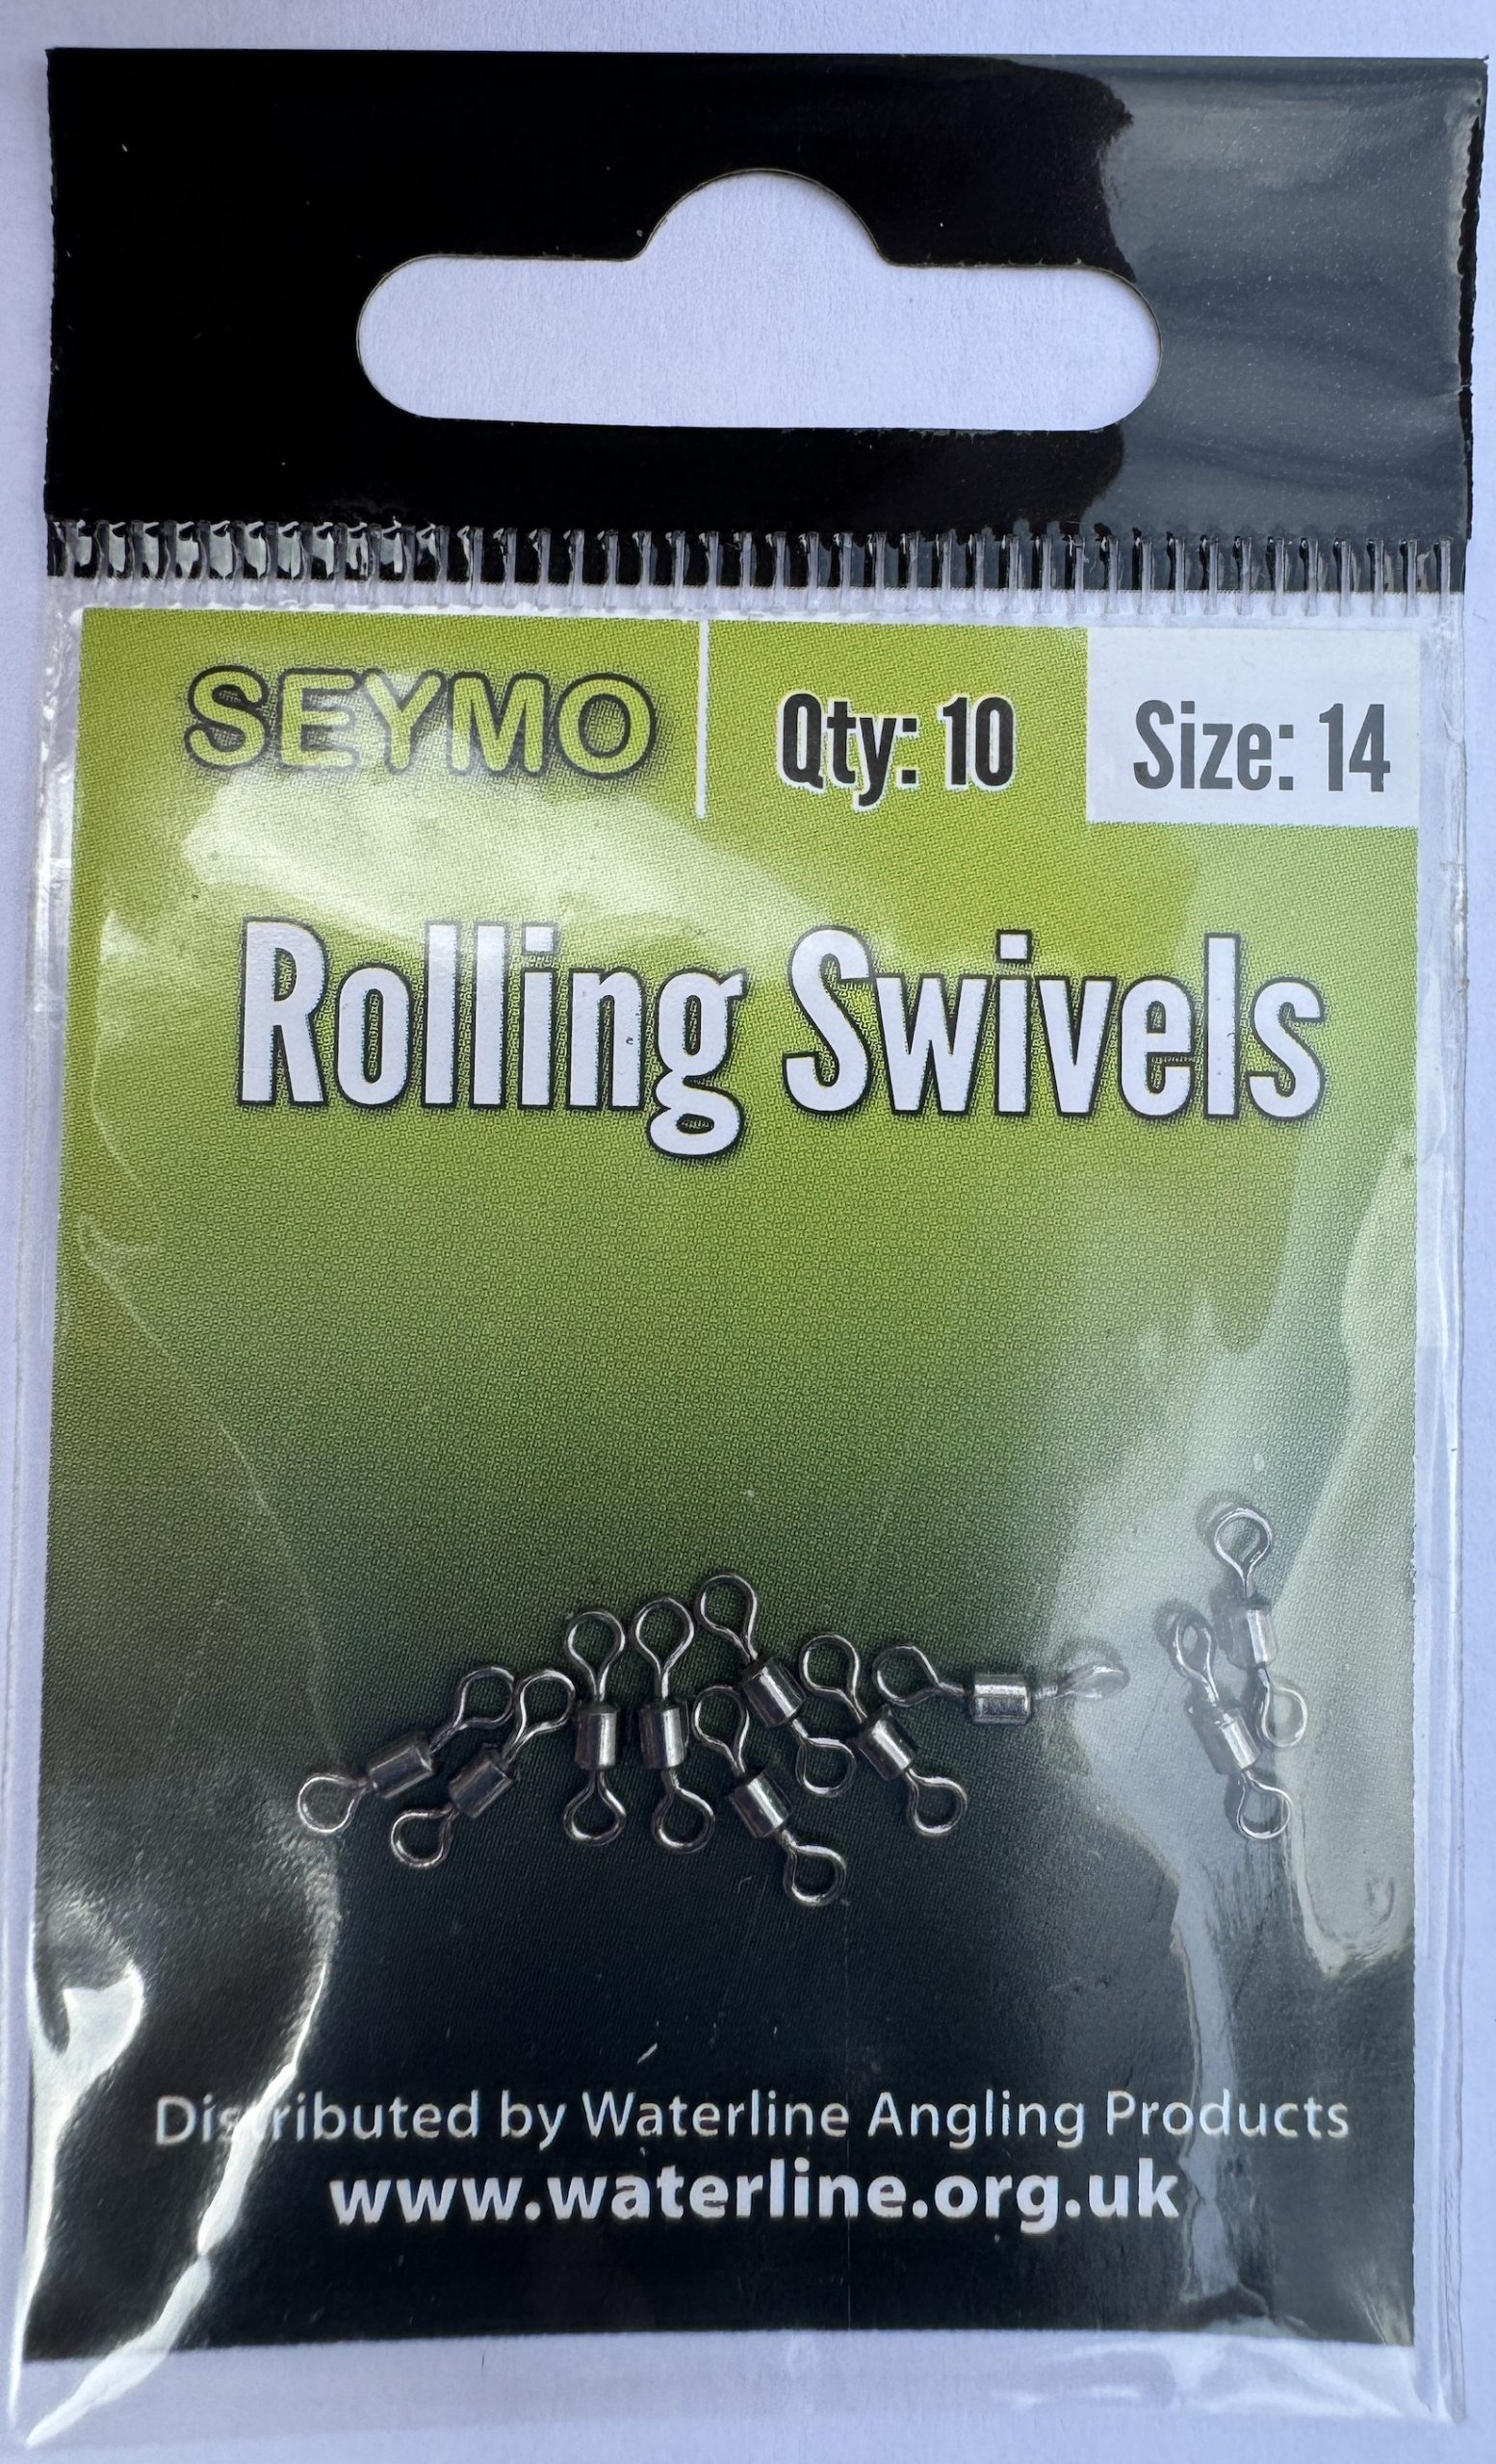 SEYMO
Qty: 10
Size: 14
Rolling Swivels
Distributed by Waterline Angling Products
www.waterline.org.uk